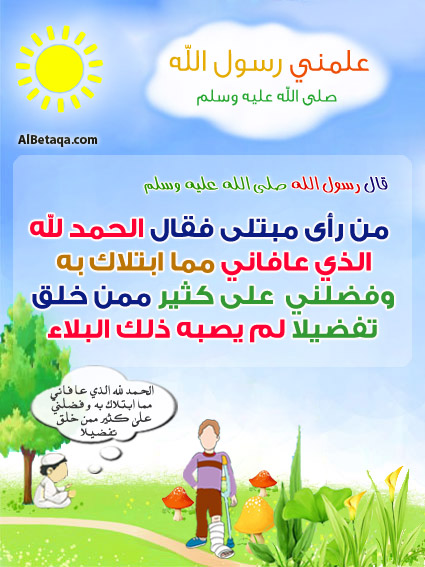 علمني رسول الله
صلى الله عليه وسلم
AlBetaqa.com
قال رسول الله صلى الله عليه وسلم
من رأى مبتلى فقال الحمد لله
الذي عافاني مما ابتلاك به
وفضلني على كثير ممن خلق
تفضيلا لم يصبه ذلك البلاء
الحمد لله الذي عافاني
مما ابتلاك به وفضلني
على كثير ممن خلق
تفضيلا